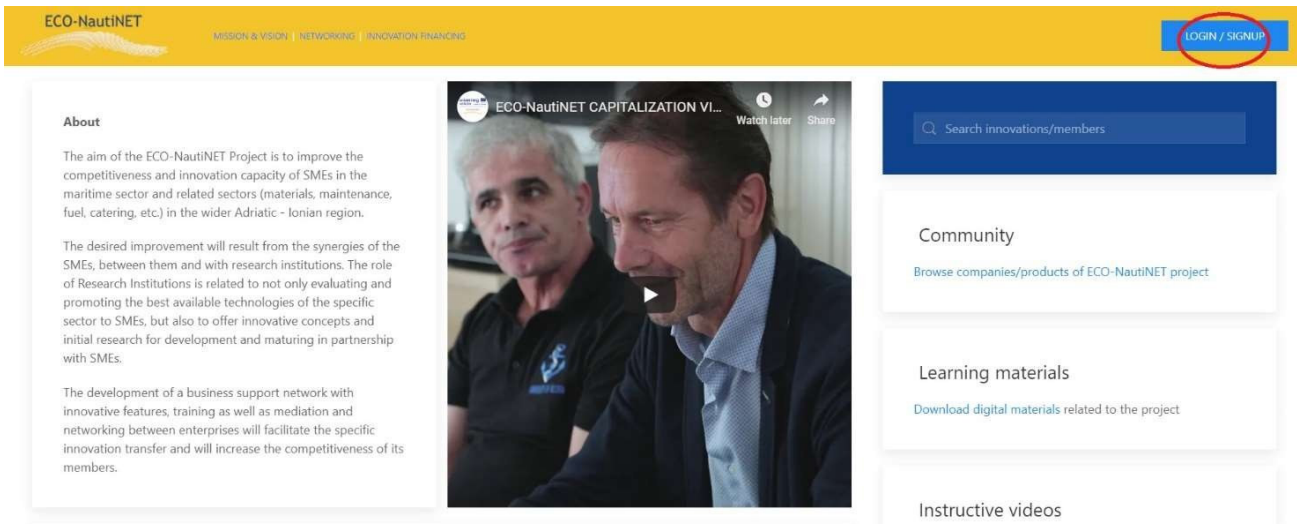 ECO-NautiNET
MISSION & VISION | NETWORKING | INNOVATION FINANCING
LOGIN / SIGNUP
About
The aim of the ECO-NautiNET Project is to improve the
competitiveness and innovation capacity of SMEs in the
maritime sector and related sectors (materials, maintenance,
fuel, catering, etc.) in the wider Adriatic - Ionian region.
The desired improvement will result from the synergies of the
SMEs, between them and with research institutions. The role
of Research Institutions is related to not only evaluating and
promoting the best available technologies of the specific
sector to SMEs, but also to offer innovative concepts and
initial research for development and maturing in partnership
with SMEs.
The development of a business support network with
innovative features, training as well as mediation and
networking between enterprises will facilitate the specific
innovation transfer and will increase the competitiveness of its
members.
ECO-NautiNET CAPITALIZATION VI...
Watch later
Share
Search innovations/members
Community
Browse companies/products of ECO-NautiNET project
Learning materials
Download digital materials related to the project
Instructive videos